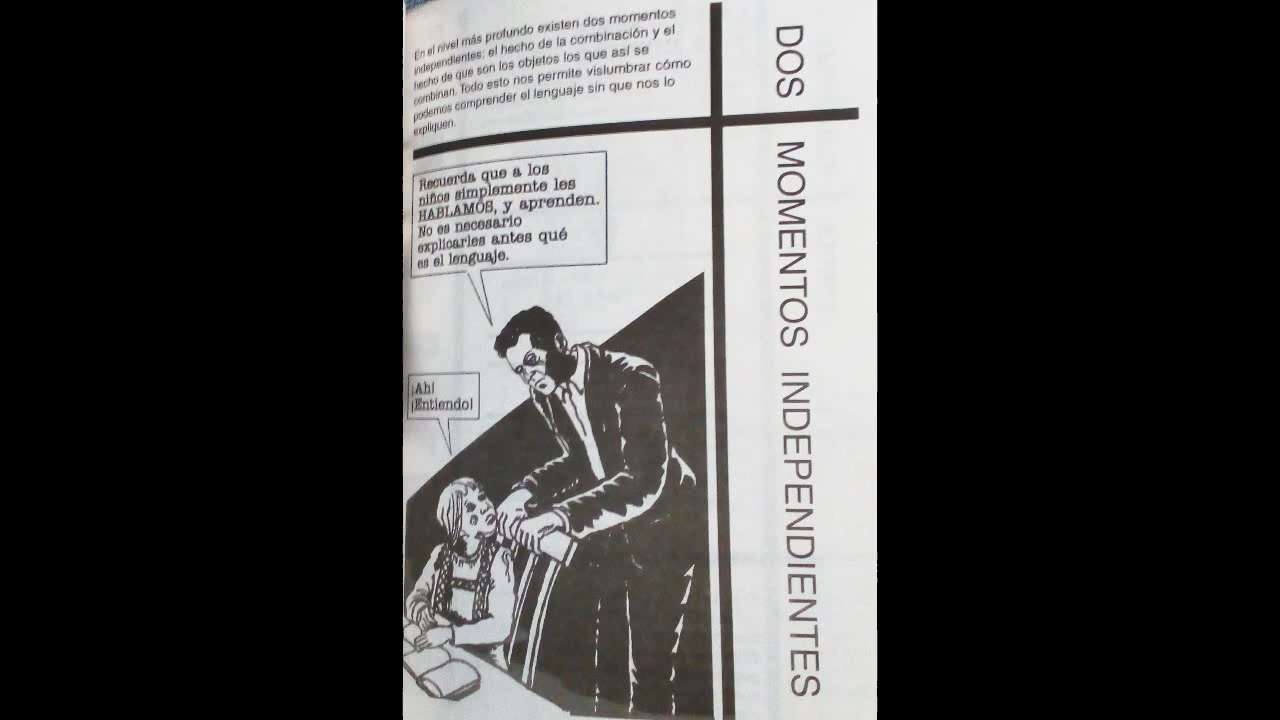 En el nivel más profundo existen dos momentos
independientes: el hecho de la combinación y el
hecho de que son los objetos los que así se
combinan. Todo esto nos permite vislumbrar cómo
podemos comprender el lenguaje sin que nos lo
expliquen.
DOS MOMENTOS INDEPENDIENTES
Recuerda que a los
niños simplemente les
HABLAMOS, y aprenden.
No es necesario
explicarles antes qué
es el lenguaje.
¡Ah!
¡Entiendo!